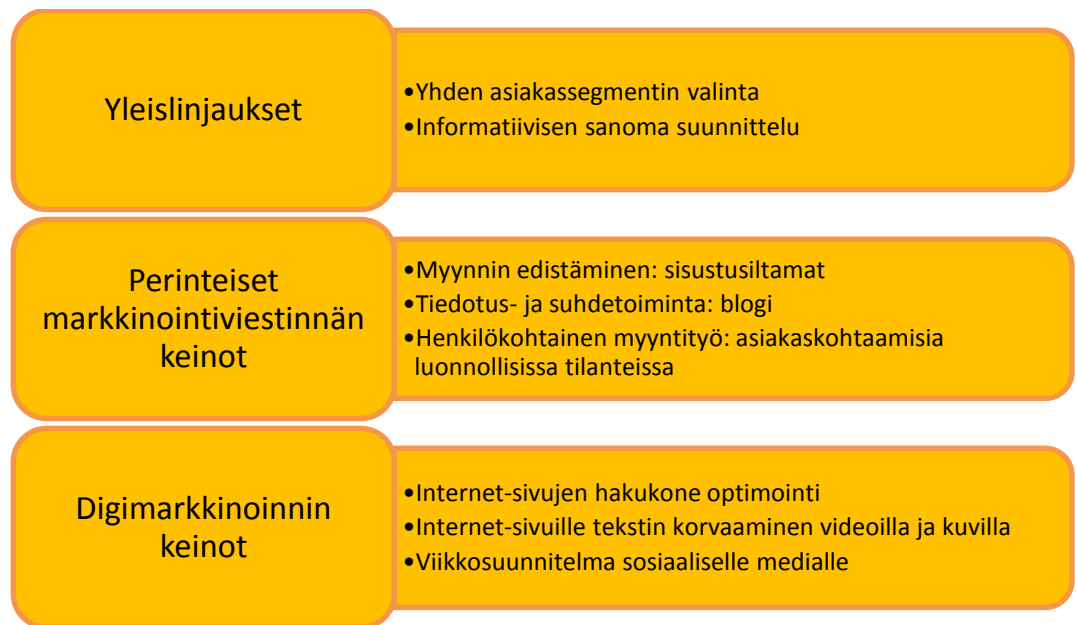 Yleislinjaukset
•Yhden asiakassegmentin valinta
•Informatiivisen sanoma suunnittelu
Perinteiset
markkinointiviestinnän
keinot
•Myynnin edistäminen: sisustusiltamat
•Tiedotus- ja suhdetoiminta: blogi
•Henkilökohtainen myyntityö: asiakaskohtaamisia
luonnollisissa tilanteissa
Digimarkkinoinnin
keinot
•Internet-sivujen hakukone optimointi
•Internet-sivuille tekstin korvaaminen videoilla ja kuvilla
•Viikkosuunnitelma sosiaaliselle medialle